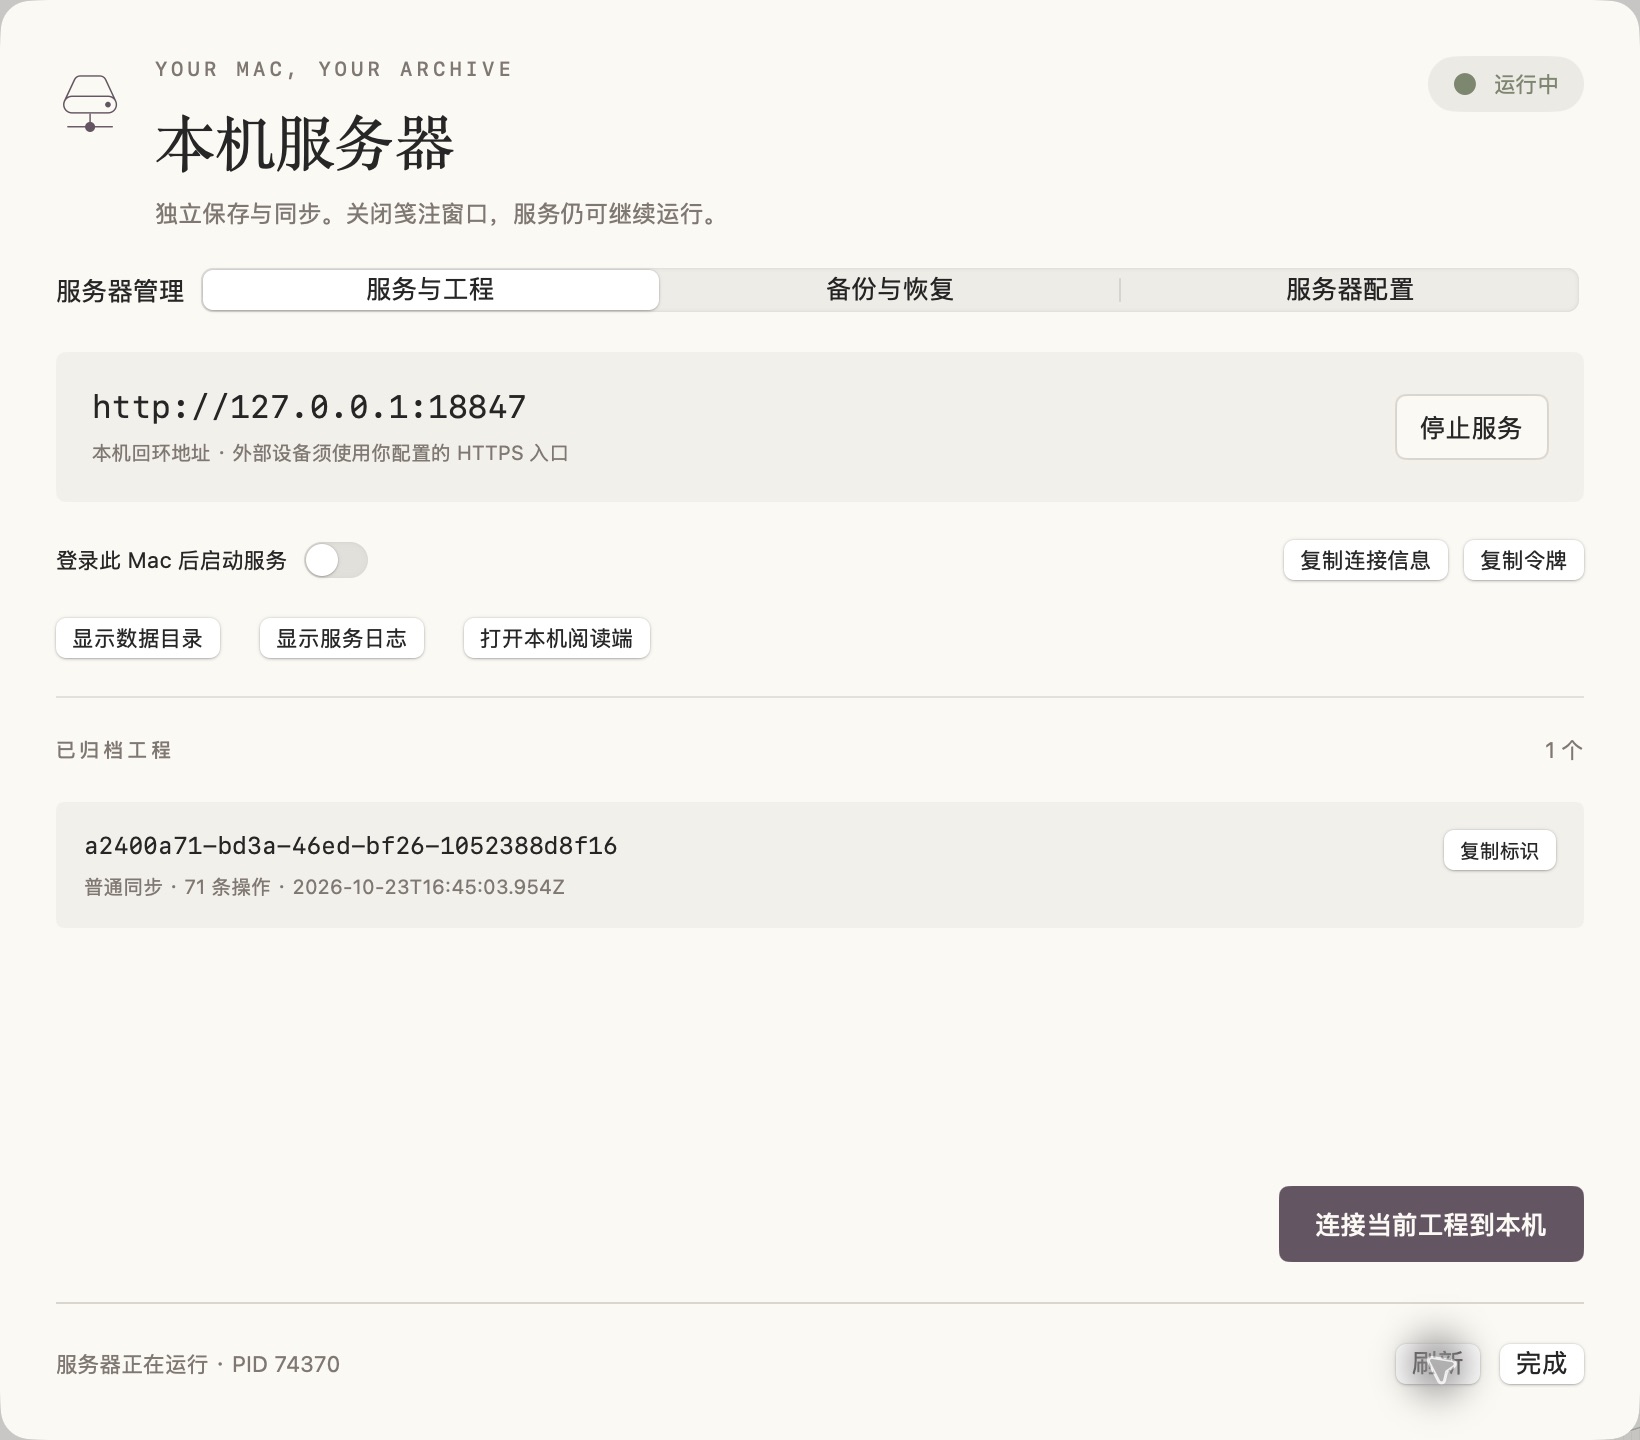 YOUR MAC, YOUR ARCHIVE
运行中
本机服务器
独立保存与同步。关闭笺注窗口，服务仍可继续运行。
服务器管理 服务与工程 备份与恢复 服务器配置
http://127.0.0.1:18847
停止服务
本机回环地址 · 外部设备须使用你配置的 HTTPS 入口
登录此 Mac 后启动服务 复制连接信息 复制令牌
显示数据目录 显示服务日志 打开本机阅读端
已归档工程 1 个
a2400a71-bd3a-46ed-bf26-1052388d8f16
复制标识
普通同步 · 71 条操作 · 2026-10-23T16:45:03.954Z
连接当前工程到本机
服务器正在运行 · PID 74370 刷新 完成